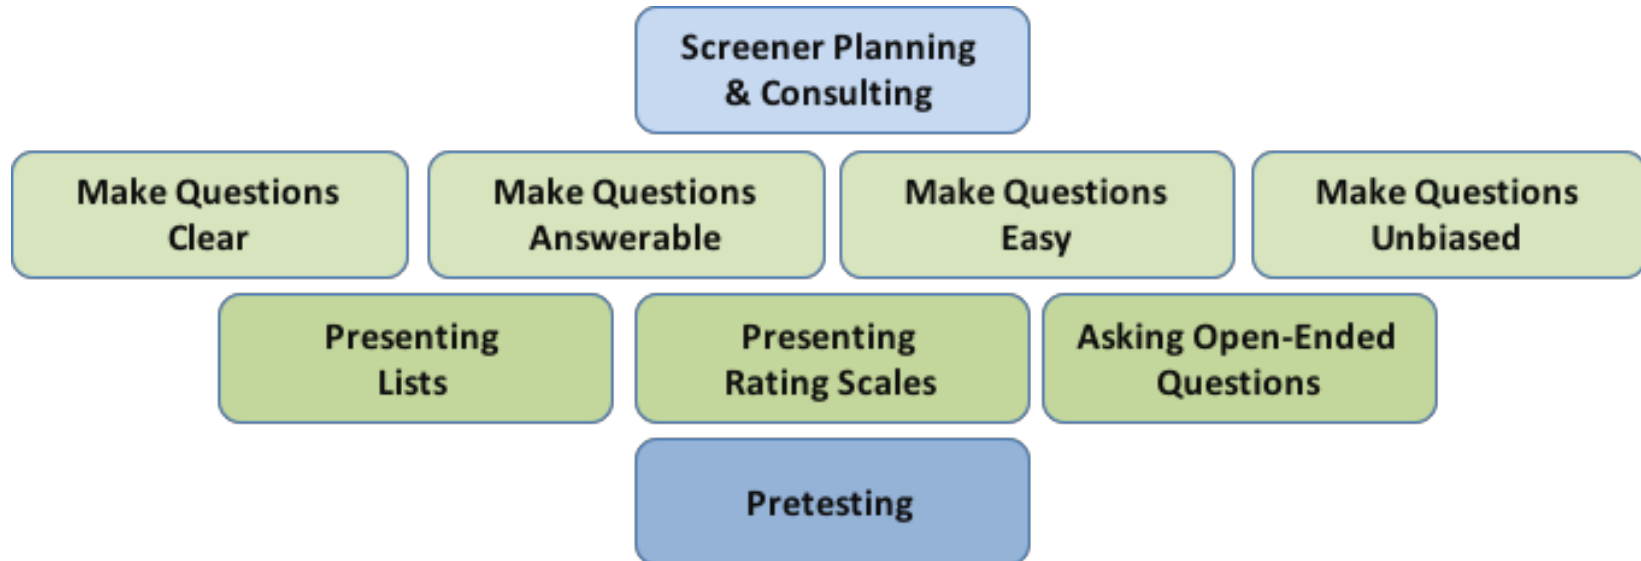 Screener Planning
& Consulting
Make Questions
Clear
Make Questions
Answerable
Make Questions
Easy
Make Questions
Unbiased
Presenting
Lists
Presenting
Rating Scales
Asking Open-Ended
Questions
Pretesting